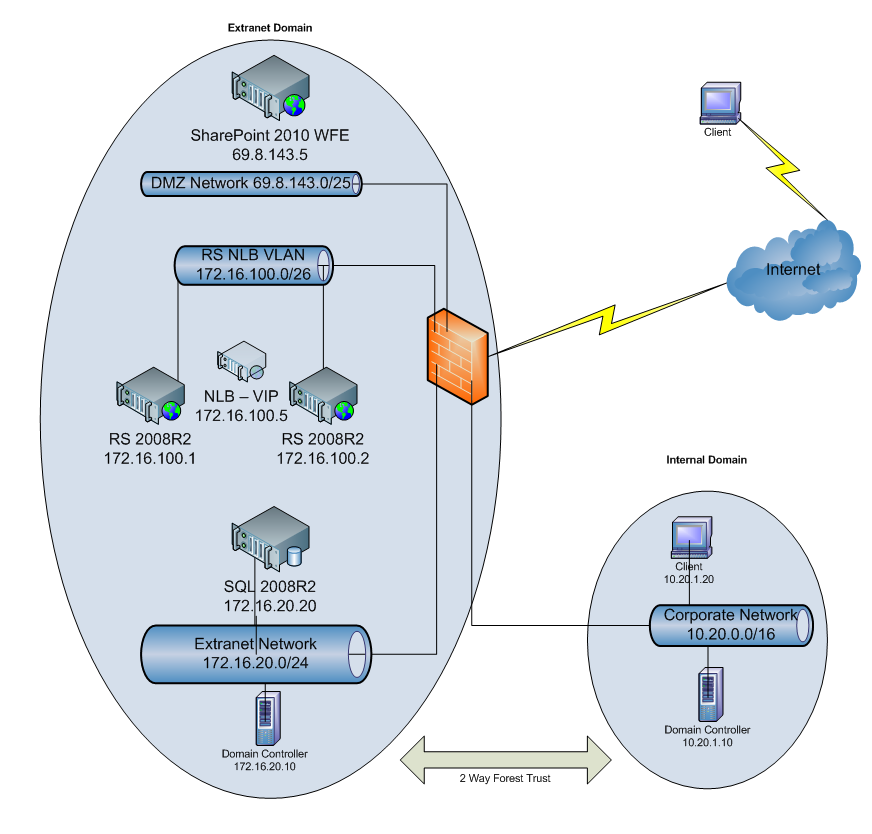 Extranet Domain
SharePoint 2010 WFE
69.8.143.5
DMZ Network 69.8.143.0/25
RS NLB VLAN
172.16.100.0/26
NLB – VIP
172.16.100.5
RS 2008R2
172.16.100.1
RS 2008R2
172.16.100.2
SQL 2008R2
172.16.20.20
Extranet Network
172.16.20.0/24
Domain Controller
172.16.20.10
Client
Internet
Internal Domain
Client
10.20.1.20
Corporate Network
10.20.0.0/16
Domain Controller
10.20.1.10
2 Way Forest Trust